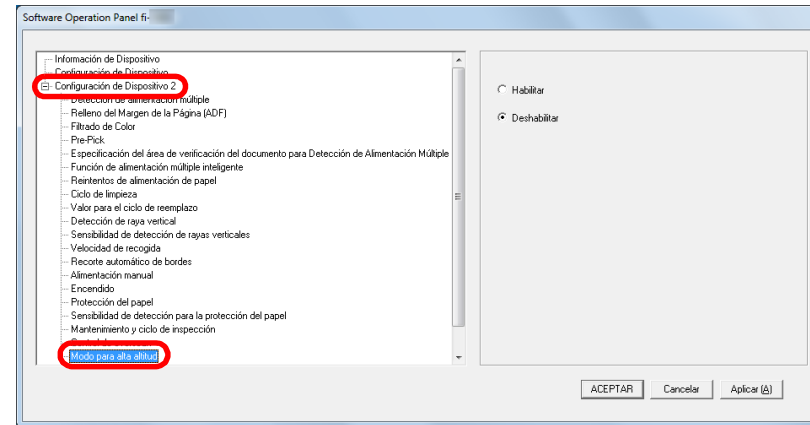 Software Operation Panel fi-
Información de Dispositivo
Configuración de Dispositivo
Configuración de Dispositivo 2
Detección de alimentación múltiple
Relleno del Margen de la Página (ADF)
Filtrado de Color
Pre-Pick
Especificación del área de verificación del documento para Detección de Alimentación Múltiple
Función de alimentación múltiple inteligente
Reintentos de alimentación de papel
Ciclo de limpieza
Valor para el ciclo de reemplazo
Detección de raya vertical
Sensibilidad de detección de rayas verticales
Velocidad de recogida
Recorte automático de bordes
Alimentación manual
Encendido
Protección del papel
Sensibilidad de detección para la protección del papel
Mantenimiento y ciclo de inspección
Control de overscan
Modo para alta altitud
Habilitar
Deshabilitar
ACEPTAR Cancelar Aplicar (A)